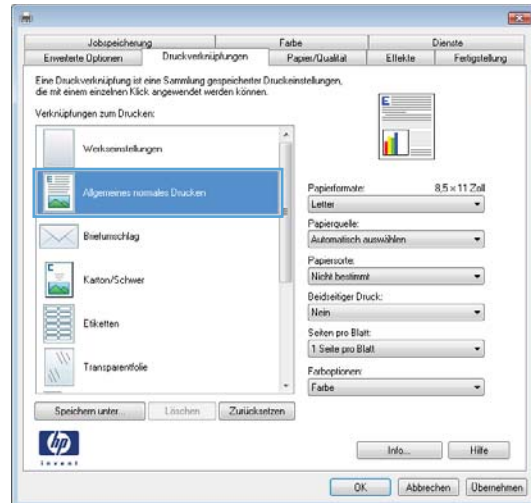 Jobspeicherung Farbe Dienste
Erweiterte Optionen Druckverknüpfungen Papier/Qualität Effekte Fertigstellung
Eine Druckverknüpfung ist eine Sammlung gespeicherter Druckeinstellungen,
die mit einem einzelnen Klick angewendet werden können.
Verknüpfungen zum Drucken:
Werkseinstellungen
Allgemeines normales Drucken
Briefumschlag
Karton/Schwer
Etiketten
Transparentfolie
Speichern unter... Löschen Zurücksetzen
E
Papierformate: 8,5 × 11 Zoll
Letter
Papierquelle:
Automatisch auswählen
Papiersorte:
Nicht bestimmt
Beidseitiger Druck:
Nein
Seiten pro Blatt:
1 Seite pro Blatt
Farboptionen:
Farbe
hp
invent
Info... Hilfe
OK Abbrechen Übernehmen